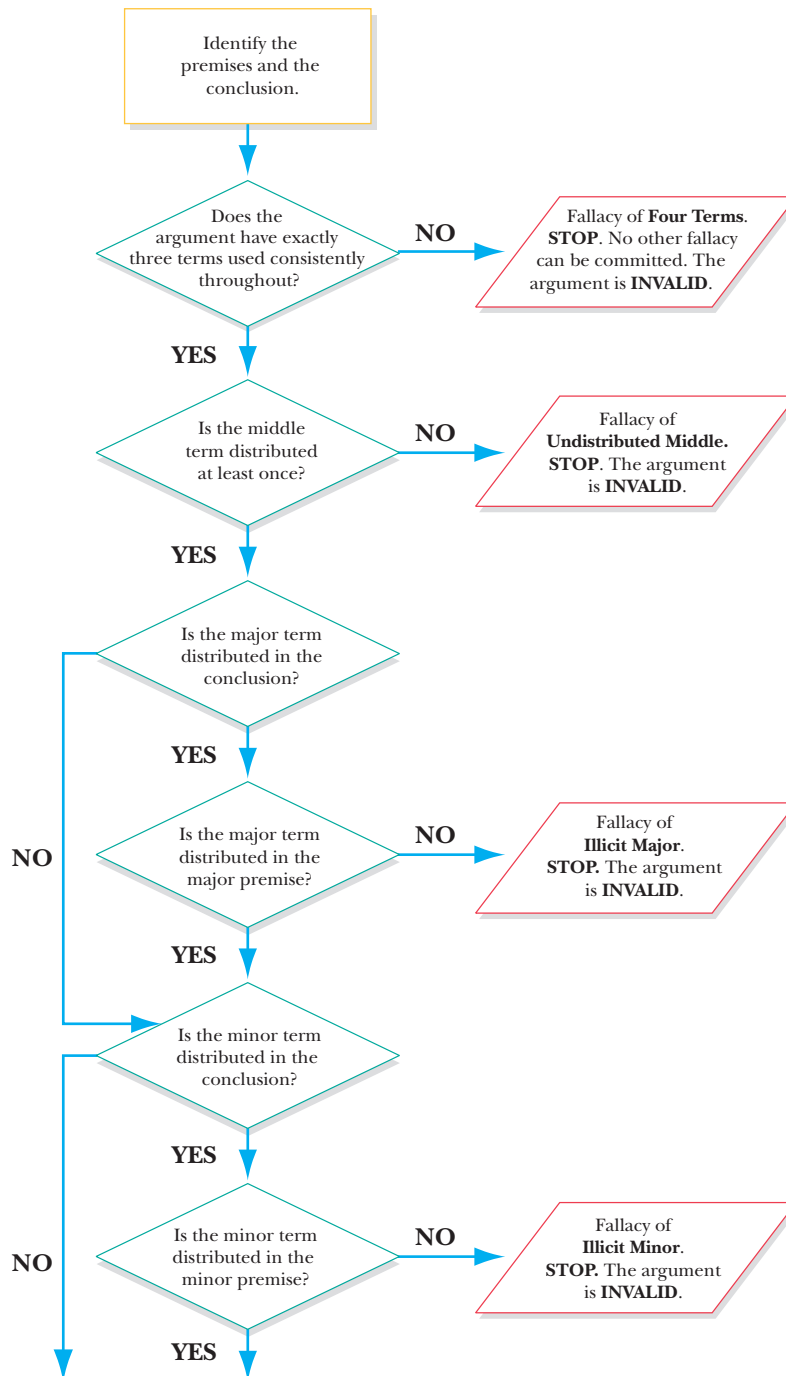 Identify the
premises and the
conclusion.
Does the
argument have exactly
three terms used consistently
throughout?
NO
Fallacy of Four Terms.
STOP. No other fallacy
can be committed. The
argument is INVALID.
YES
Is the middle
term distributed
at least once?
NO
Fallacy of
Undistributed Middle.
STOP. The argument
is INVALID.
YES
Is the major term
distributed in the
conclusion?
YES
NO
Is the major term
distributed in the
major premise?
NO
Fallacy of
Illicit Major.
STOP. The argument
is INVALID.
YES
Is the minor term
distributed in the
conclusion?
YES
NO
Is the minor term
distributed in the
minor premise?
NO
Fallacy of
Illicit Minor.
STOP. The argument
is INVALID.
YES